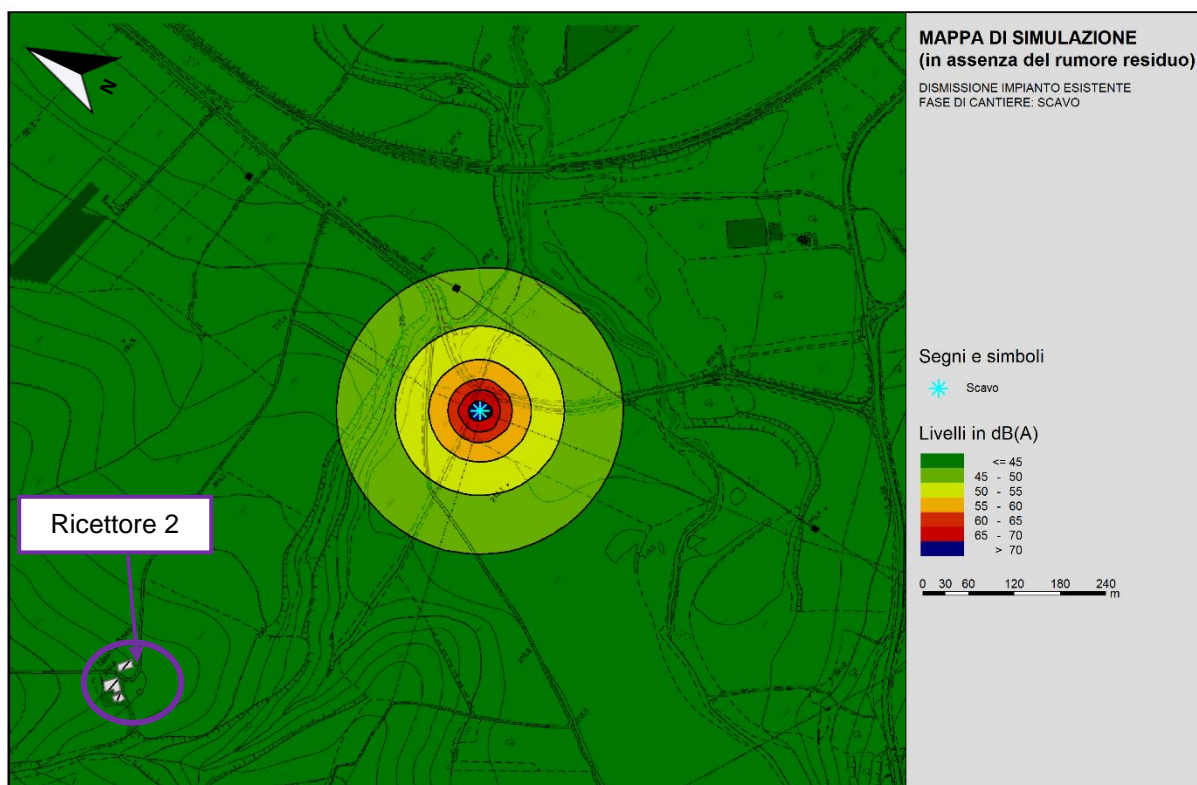 N
MAPPA DI SIMULAZIONE
(in assenza del rumore residuo)
DISMISSIONE IMPIANTO ESISTENTE
FASE DI CANTIERE: SCAVO
Segni e simboli
Scavo
Livelli in dB(A)
<= 45
45 - 50
50 - 55
55 - 60
60 - 65
65 - 70
> 70
0 30 60 120 180 240
m
Ricettore 2